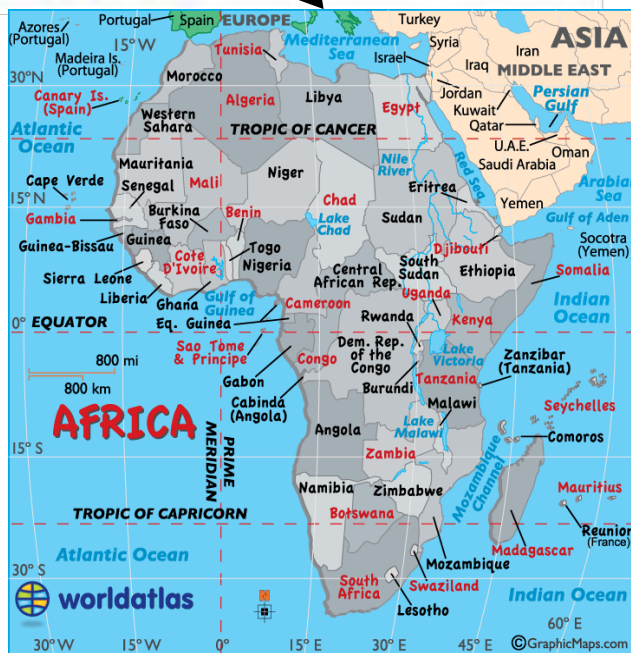 Azores
(Portugal)
Portugal
Spain
EUROPE
Turkey
ASIA
Madeira Is.
(Portugal)
15°W
Tunisia
Mediterranean
Sea
Syria
Israel
Iraq
Iran
MIDDLE EAST
30°N
Morocco
Jordan
Canary Is.
(Spain)
Algeria
Libya
Egypt
Kuwait
Persian
Gulf
Qatar
Atlantic
Ocean
Western
Sahara
TROPIC OF CANCER
U.A.E.
Oman
Saudi Arabia
Mauritania
Nile
River
Red Sea
Cape Verde
Senegal
Mali
Niger
Chad
Eritrea
Arabian
Sea
15°N
Yemen
Gambia
Burkina
Faso
Benin
Lake
Chad
Sudan
Gulf of Aden
Guinea-Bissau
Guinea
Togo
Djibouti
Socotra
(Yemen)
Cote
D'Ivoire
Nigeria
South
Sudan
Ethiopia
Sierra Leone
Central
African Rep.
Somalia
Liberia
Ghana
Gulf of
Guinea
Cameroon
Uganda
Indian
Ocean
EQUATOR
Eq. Guinea
Rwanda
Kenya
0°
Sao Tome
& Principe
Congo
Dem. Rep.
of the
Congo
Lake
Victoria
Zanzibar
(Tanzania)
800 mi
800 km
Gabon
Burundi
Tanzania
Cabinda
(Angola)
Malawi
Seychelles
AFRICA
Angola
Lake
Malawi
Comoros
15°S
PRIME
MERIDIAN
Zambia
Mozambique
Channel
Namibia
Zimbabwe
Mauritius
TROPIC OF CAPRICORN
Botswana
Reunion
(France)
Mozambique
Madagascar
Atlantic Ocean
30° S
South
Africa
Swaziland
worldatlas
N
Lesotho
Indian Ocean
60° E
30°W
15°W
0°
15°E
30°E
45°E
©GraphicMaps.com